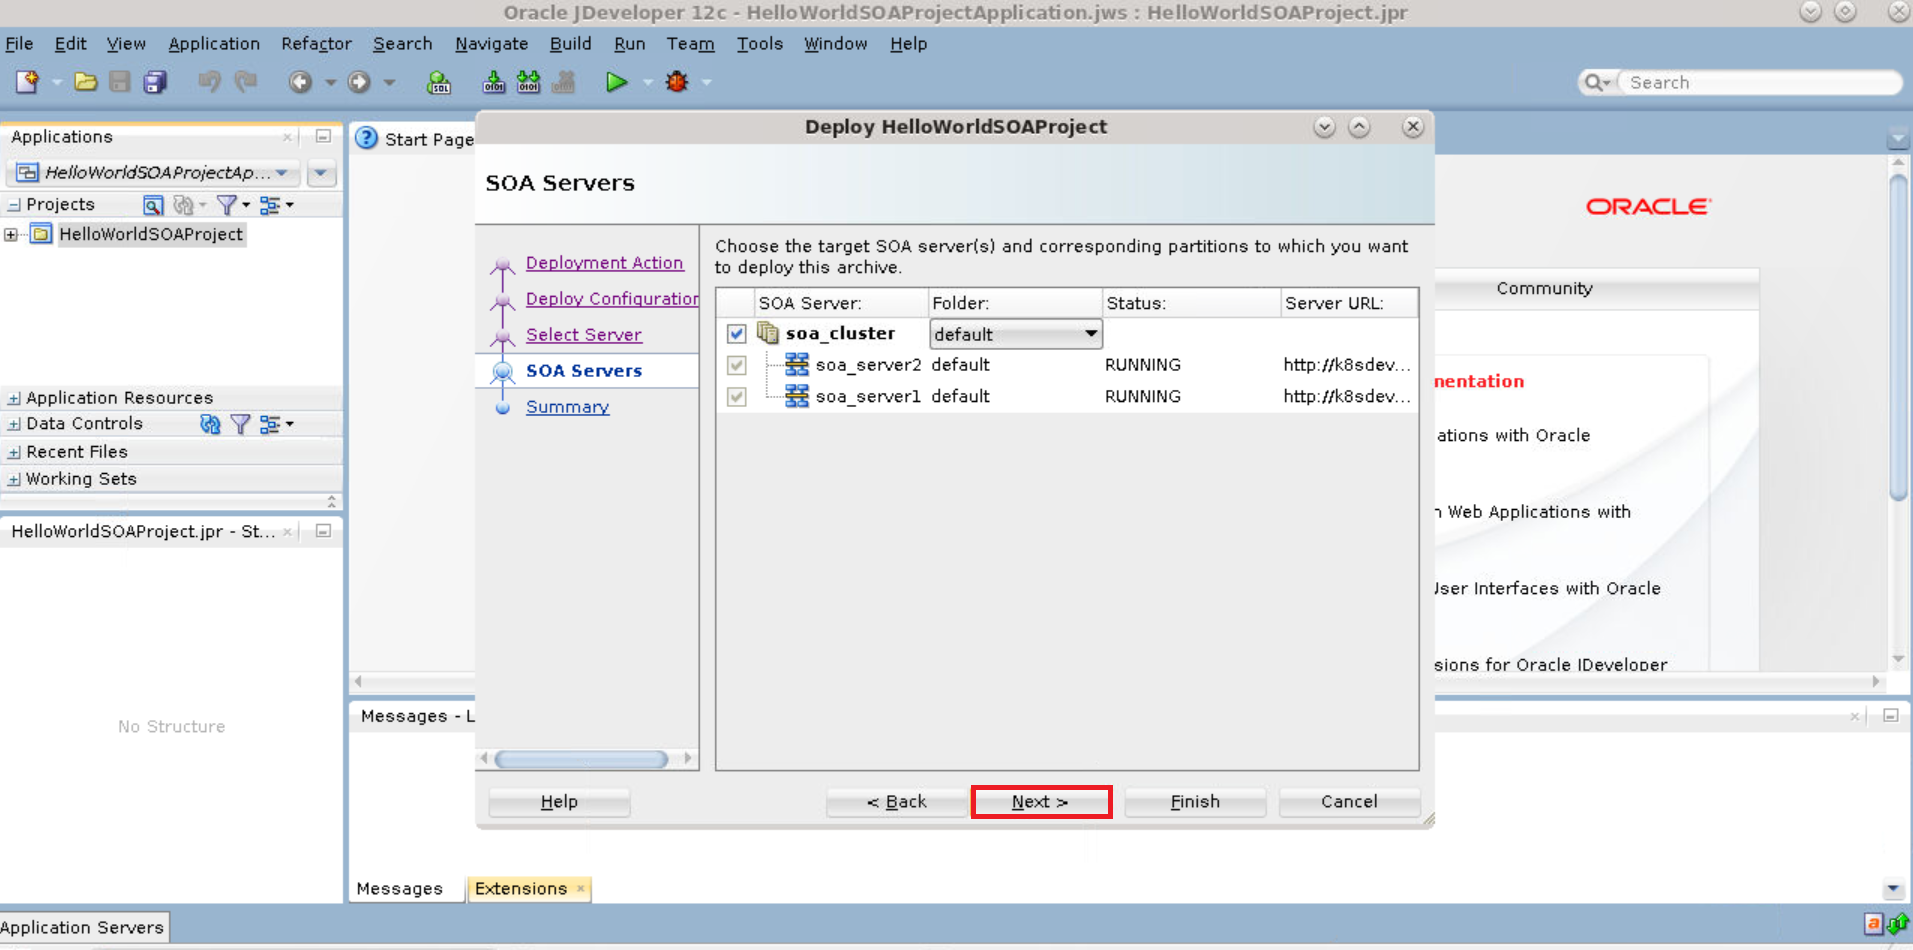 Oracle JDeveloper 12c - HelloWorldSOAProjectApplication.jws : HelloWorldSOAProject.jpr
File Edit View Application Refactor Search Navigate Build Run Team Tools Window Help
Search
Applications
HelloWorldSOAProjectAp...
Projects
HelloWorldSOAProject
Application Resources
Data Controls
Recent Files
Working Sets
HelloWorldSOAProject.jpr - St...
No Structure
Start Page
Deploy HelloWorldSOAProject
SOA Servers
Deployment Action
Deploy Configuration
Select Server
SOA Servers
Summary
Choose the target SOA server(s) and corresponding partitions to which you want
to deploy this archive.
SOA Server: Folder: Status: Server URL:
soa_cluster default
soa_server2 default RUNNING http://k8sdev...
soa_server1 default RUNNING http://k8sdev...
Help < Back Next > Finish Cancel
ORACLE
Community
mentation
ations with Oracle
n Web Applications with
User Interfaces with Oracle
sions for Oracle JDeveloper
Messages - L
Messages Extensions
Application Servers